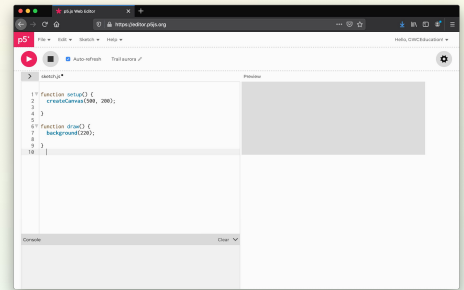 p5.js Web Editor
https://editor.p5js.org
p5* File Edit Sketch Help Hello, CWCEducation!
Auto-refresh Trail aurora
sketch.js Preview
1 function setup() {
2 createCanvas(500, 200);
3
4 }
5
6 function draw() {
7 background(220);
8
9 }
10
Console Clear